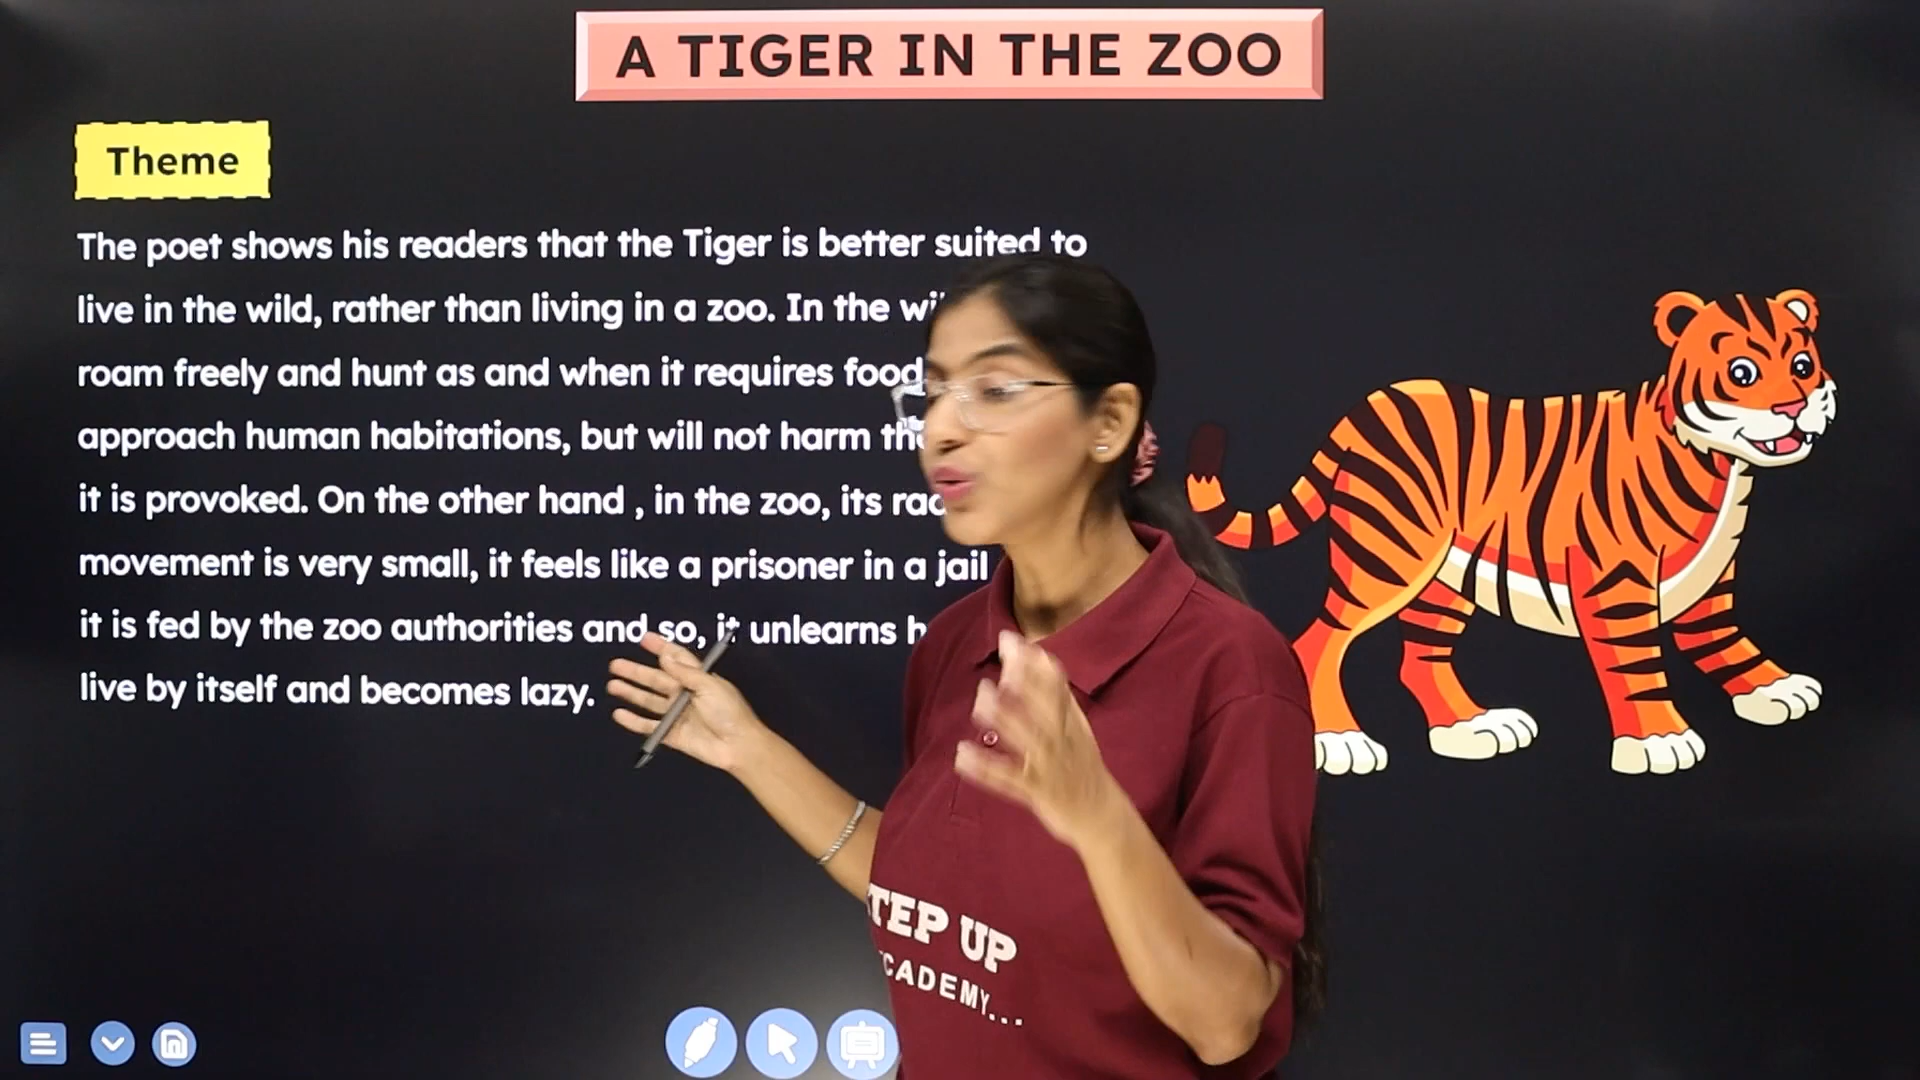 A TIGER IN THE ZOO
Theme
The poet shows his readers that the Tiger is better suited to
live in the wild, rather than living in a zoo. In the
roam freely and hunt as and when it requires food
approach human habitations, but will not harm
it is provoked. On the other hand , in the zoo, its
movement is very small, it feels like a prisoner in a jail
it is fed by the zoo authorities and so, it unlearns
live by itself and becomes lazy.
UP